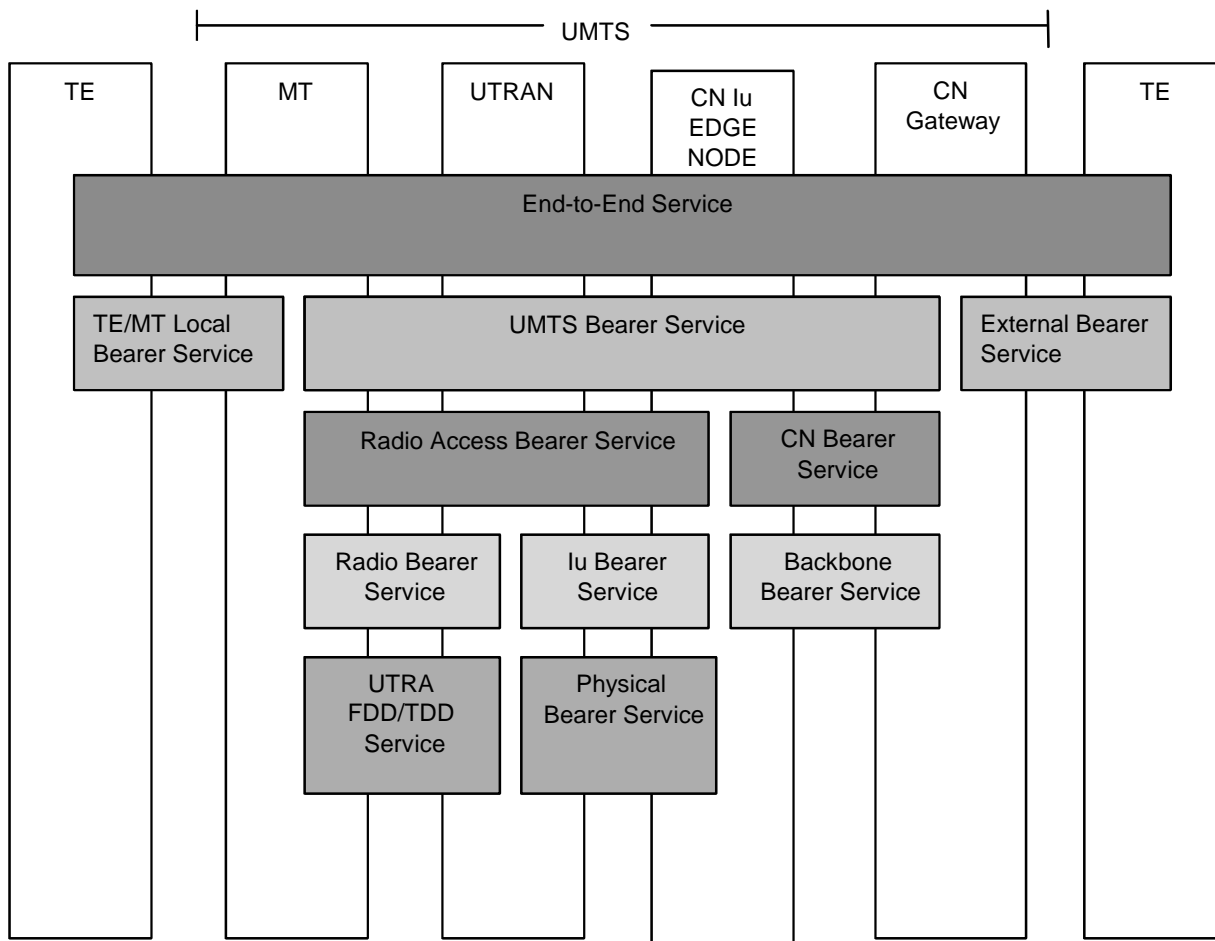 UMTS
TE
MT
UTRAN
CN Iu
EDGE
NODE
CN
Gateway
TE
End-to-End Service
TE/MT Local
Bearer Service
UMTS Bearer Service
External Bearer
Service
Radio Access Bearer Service
CN Bearer
Service
Radio Bearer
Service
Iu Bearer
Service
Backbone
Bearer Service
UTRA
FDD/TDD
Service
Physical
Bearer Service